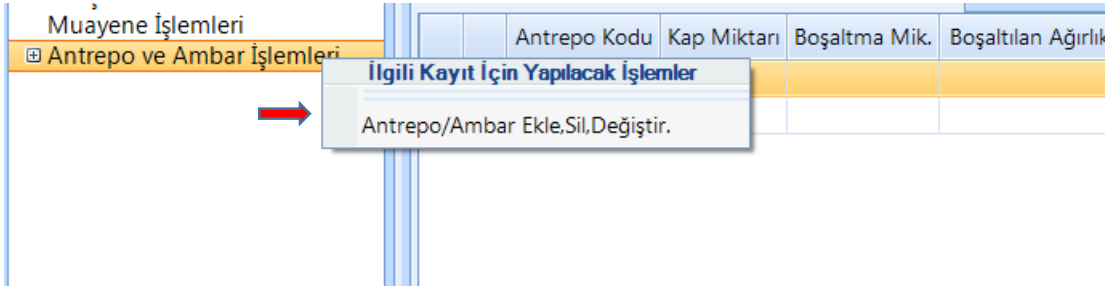 Muayene İşlemleri
Antrepo ve Ambar İşlemleri
Antrepo Kodu Kap Miktarı Boşaltma Mik. Boşaltılan Ağırlık
İlgili Kayıt İçin Yapılacak İşlemler
Antrepo/Ambar Ekle,Sil,Değiştir.